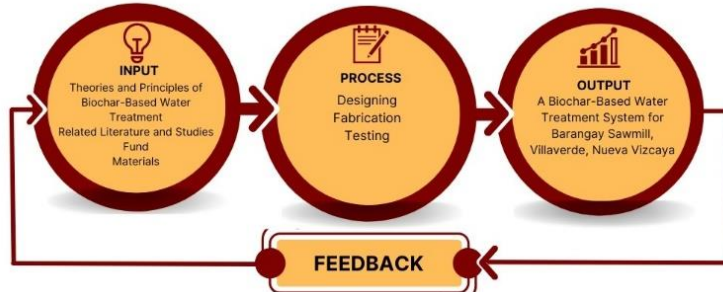 INPUT
Theories and Principles of
Biochar-Based Water
Treatment
Related Literature and Studies
Fund
Materials
PROCESS
Designing
Fabrication
Testing
OUTPUT
A Biochar-Based Water
Treatment System for
Barangay Sawmill,
Villaverde, Nueva Vizcaya
FEEDBACK